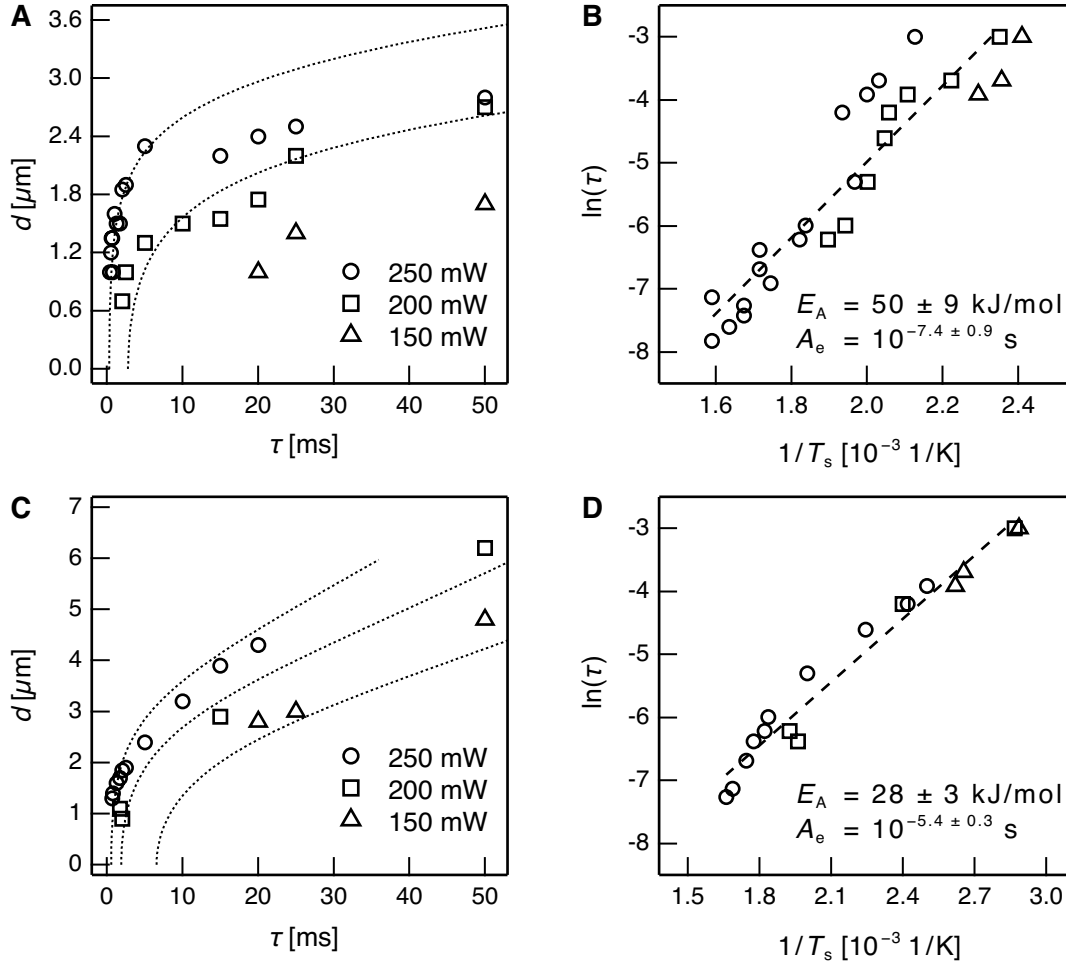 A
3.6
3.0
2.4
1.8
1.2
0.6
0.0
d [µm]
0 10 20 30 40 50
τ [ms]
250 mW
200 mW
150 mW
B
-3
-4
-5
-6
-7
-8
ln(τ)
1.6 1.8 2.0 2.2 2.4
1/Tₛ [10⁻³ 1/K]
E_A = 50 ± 9 kJ/mol
A_e = 10^{−7.4 ± 0.9} s
C
7
6
5
4
3
2
1
0
d [µm]
0 10 20 30 40 50
τ [ms]
250 mW
200 mW
150 mW
D
-3
-4
-5
-6
-7
-8
ln(τ)
1.5 1.8 2.1 2.4 2.7 3.0
1/Tₛ [10⁻³ 1/K]
E_A = 28 ± 3 kJ/mol
A_e = 10^{−5.4 ± 0.3} s